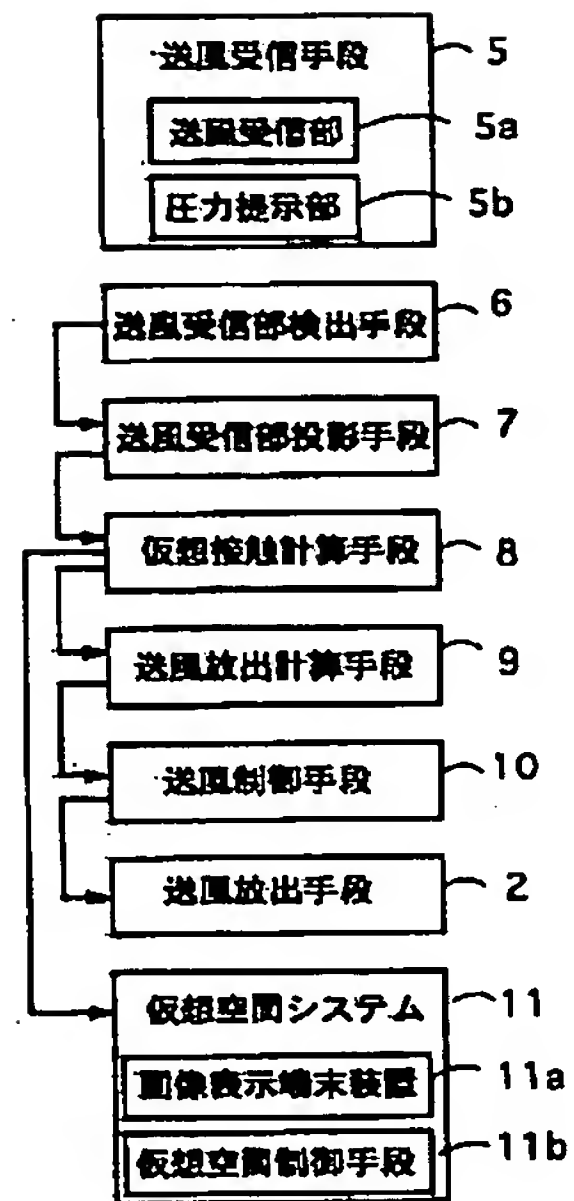 送風受信手段 5
送風受信部 5a
圧力提示部 5b
送風受信部検出手段 6
送風受信部投影手段 7
仮想接触計算手段 8
送風放出計算手段 9
送風制御手段 10
送風放出手段 2
仮想空間システム 11
画像表示端末装置 11a
仮想空間制御手段 11b